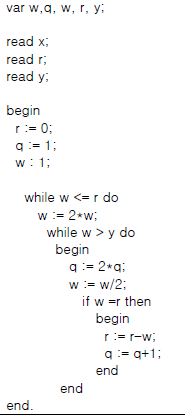 var w,q, w, r, y;
read x;
read r;
read y;
begin
r := 0;
q := 1;
w : 1;
while w <= r do
w := 2*w;
while w > y do
begin
q := 2*q;
w := w/2;
if w =r then
begin
r := r-w;
q := q+1;
end
end
end.